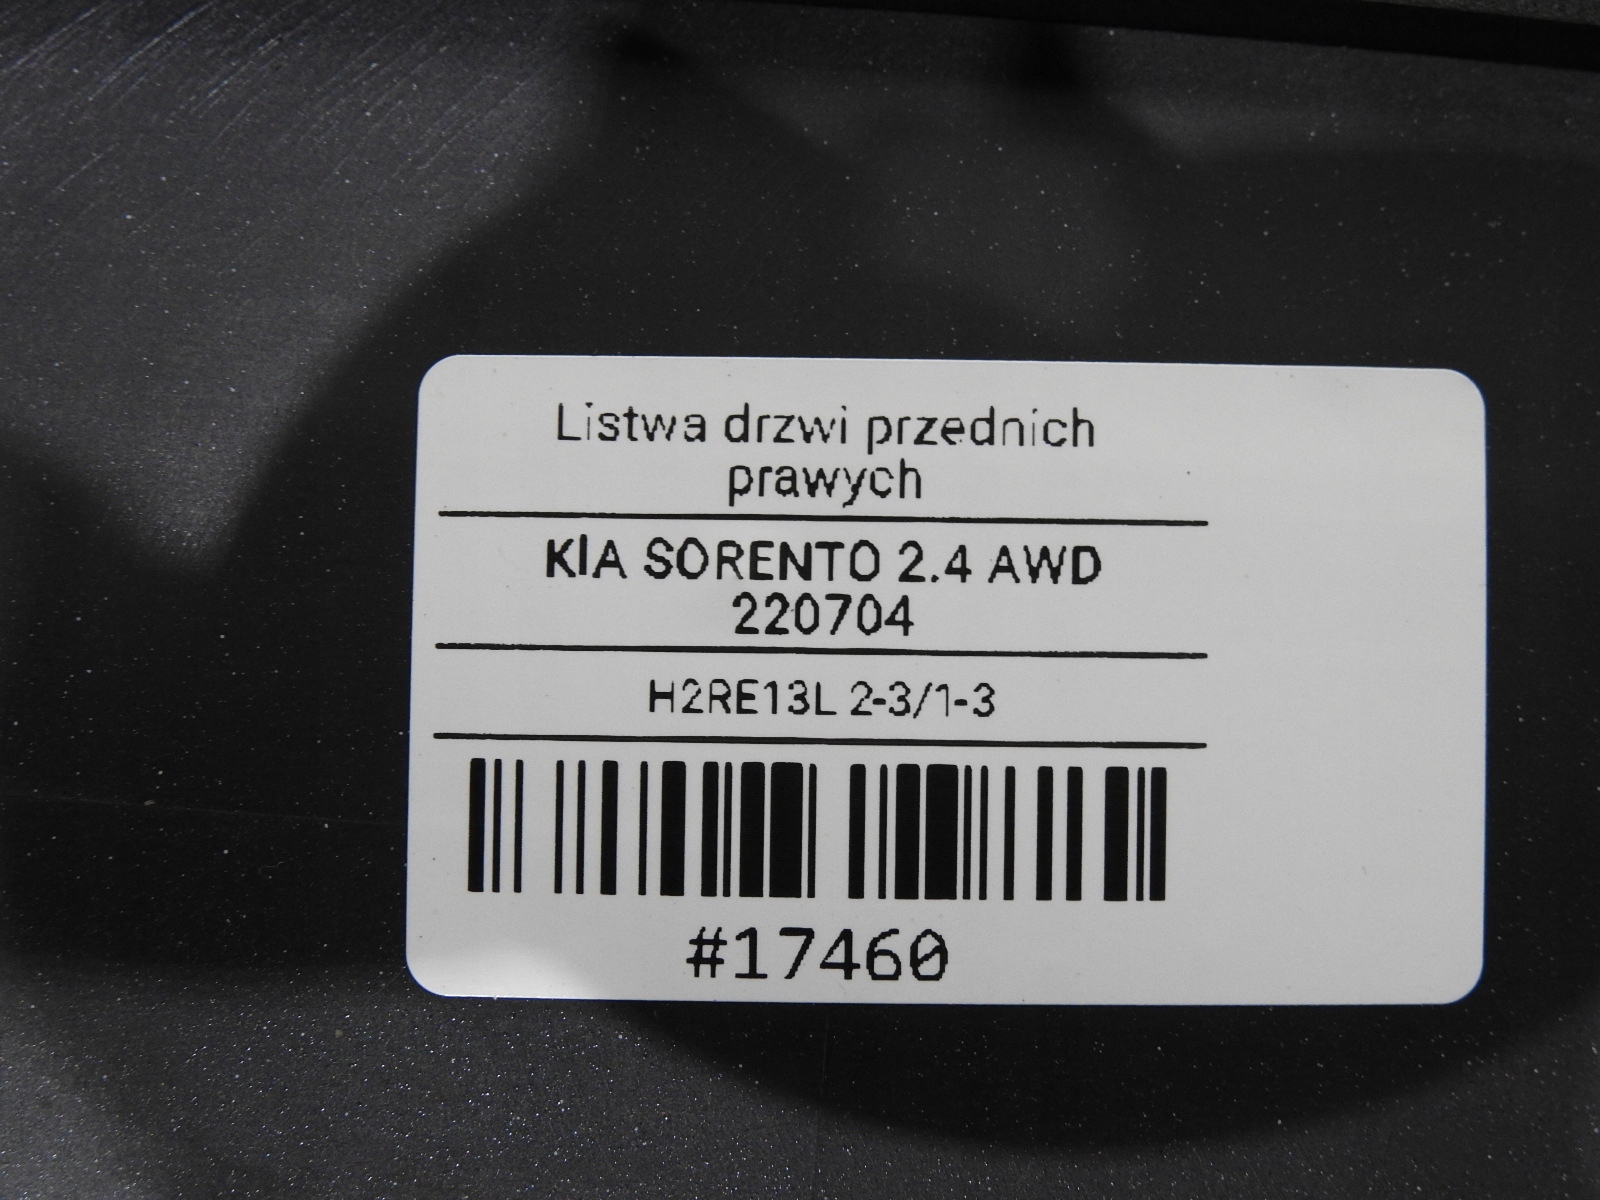 Listwa drzwi przednich
prawych
KIA SORENTO 2.4 AWD
220704
H2RE13L 2-3/1-3
#17460